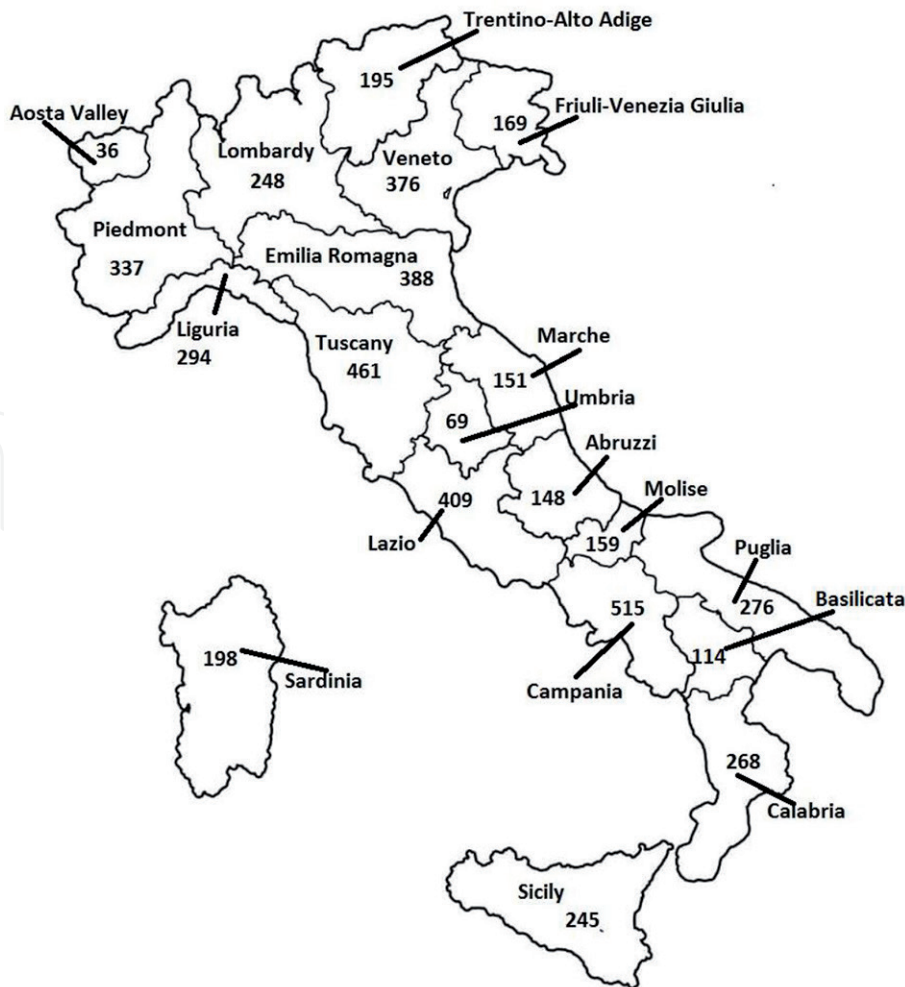 Trentino-Alto Adige
195
Aosta Valley
36
Friuli-Venezia Giulia
169
Lombardy
248
Veneto
376
Piedmont
337
Emilia Romagna
388
Liguria
294
Tuscany
461
Marche
151
Umbria
69
Abruzzi
148
Lazio
409
Molise
159
Puglia
276
Basilicata
114
Campania
515
Sardinia
198
Calabria
268
Sicily
245